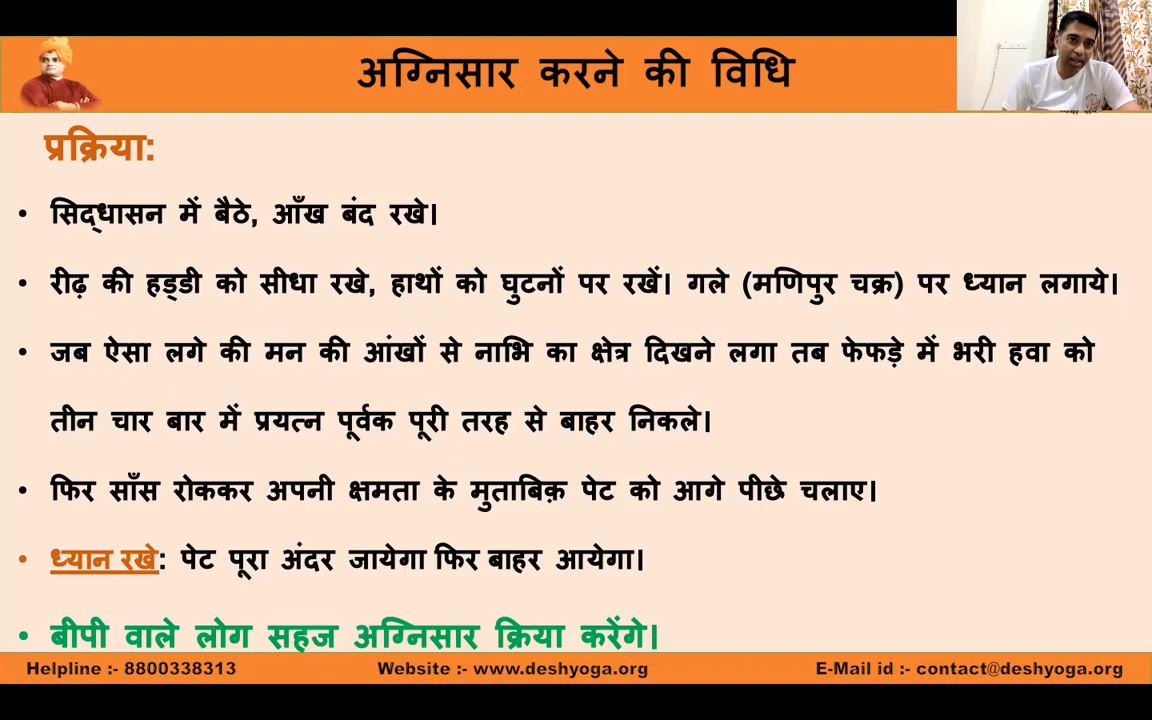 अग्निसार करने की विधि
प्रक्रिया:
• सिद्धासन में बैठे, आँख बंद रखे।
• रीढ़ की हड्डी को सीधा रखे, हाथों को घुटनों पर रखें। गले (मणिपुर चक्र) पर ध्यान लगाये।
• जब ऐसा लगे की मन की आंखों से नाभि का क्षेत्र दिखने लगा तब फेफड़े में भरी हवा को
तीन चार बार में प्रयत्न पूर्वक पूरी तरह से बाहर निकले।
• फिर साँस रोककर अपनी क्षमता के मुताबिक़ पेट को आगे पीछे चलाए।
• ध्यान रखे: पेट पूरा अंदर जायेगा फिर बाहर आयेगा।
• बीपी वाले लोग सहज अग्निसार क्रिया करेंगे।
Helpline :- 8800338313 Website :- www.deshyoga.org E-Mail id :- contact@deshyoga.org